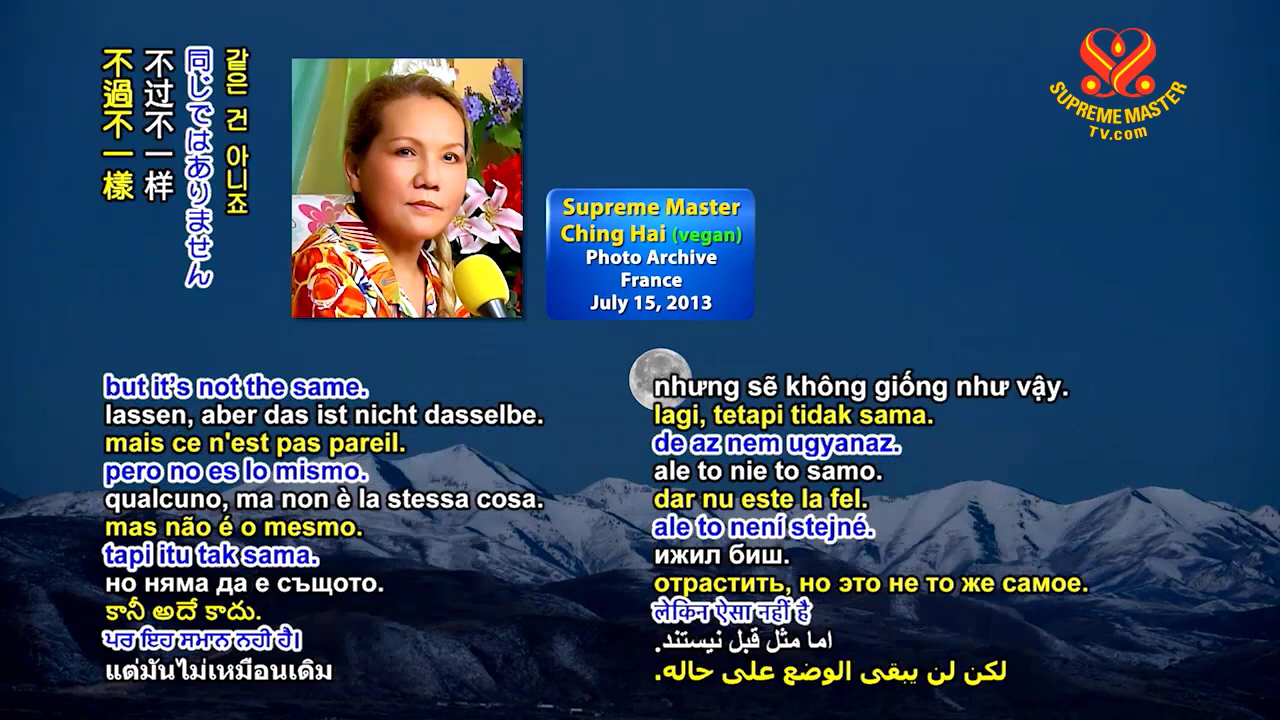 같은 건 아니죠
同じではありません
不过不一样
不過不一樣
SUPREME MASTER
TV.com
Supreme Master
Ching Hai (vegan)
Photo Archive
France
July 15, 2013
but it's not the same.
lassen, aber das ist nicht dasselbe.
mais ce n'est pas pareil.
pero no es lo mismo.
qualcuno, ma non è la stessa cosa.
mas não é o mesmo.
tapi itu tak sama.
но няма да е същото.
కానీ అదే కాదు.
ਪਰ ਇਹ ਸਮਾਨ ਨਹੀ ਹੈ।
แต่มันไม่เหมือนเดิม
nhưng sẽ không giống như vậy.
lagi, tetapi tidak sama.
de az nem ugyanaz.
ale to nie to samo.
dar nu este la fel.
ale to není stejné.
ижил биш.
отрастить, но это не то же самое.
लेकिन ऐसा नहीं है
اما مثل قبل نیستند.
لكن لن يبقى الوضع على حاله.